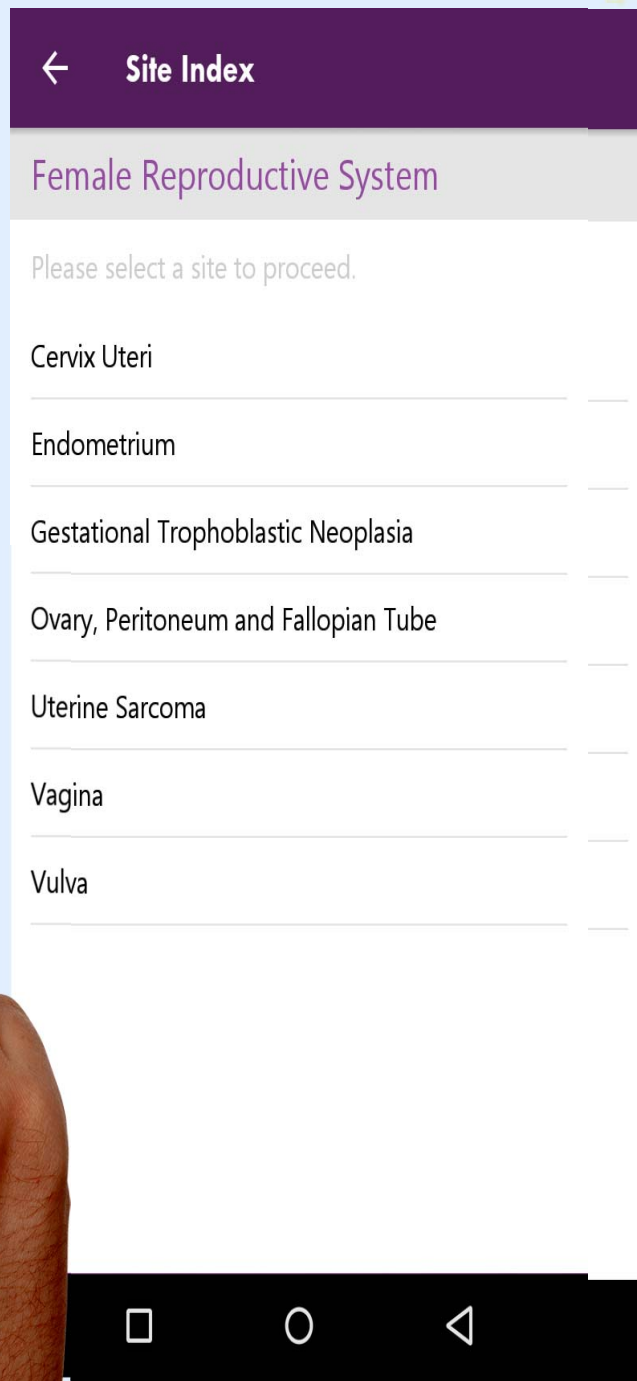 Site Index
Female Reproductive System
Please select a site to proceed.
Cervix Uteri
Endometrium
Gestational Trophoblastic Neoplasia
Ovary, Peritoneum and Fallopian Tube
Uterine Sarcoma
Vagina
Vulva